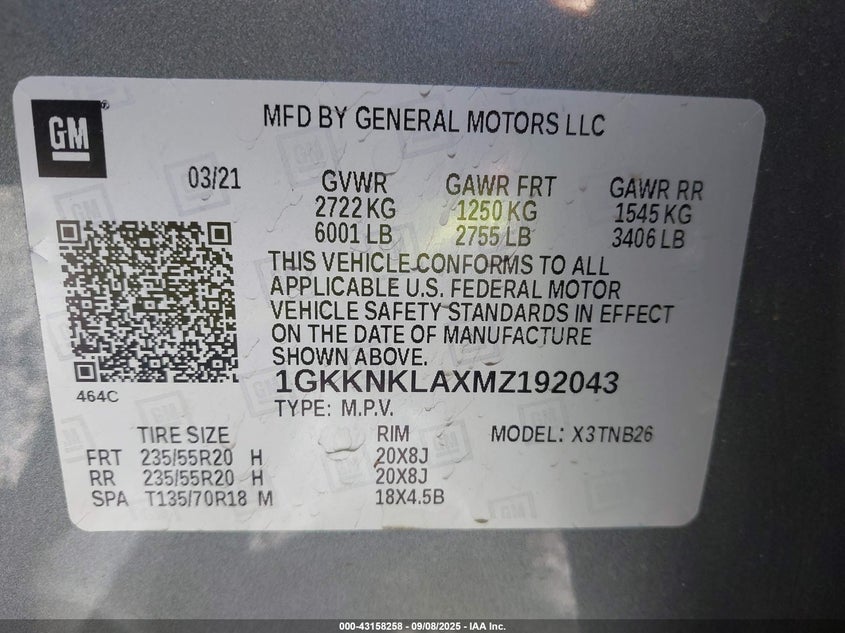 GM
MFD BY GENERAL MOTORS LLC
03/21
GVWR GAWR FRT GAWR RR
2722 KG 1250 KG 1545 KG
6001 LB 2755 LB 3406 LB
THIS VEHICLE CONFORMS TO ALL
APPLICABLE U.S. FEDERAL MOTOR
VEHICLE SAFETY STANDARDS IN EFFECT
ON THE DATE OF MANUFACTURE
SHOWN ABOVE.
464C
1GKKNKLAXMZ192043
TYPE: M.P.V.
TIRE SIZE RIM MODEL: X3TNB26
FRT 235/55R20 H 20X8J
RR 235/55R20 H 20X8J
SPA T135/70R18 M 18X4.5B
000-43158258 - 09/08/2025 - IAA Inc.